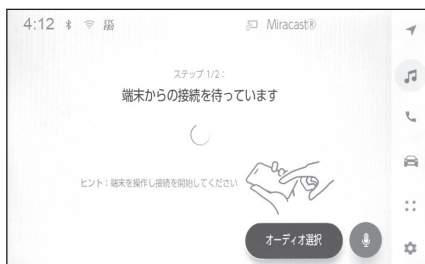 4:12
Miracast®
ステップ 1/2：
端末からの接続を待っています
ヒント：端末を操作し接続を開始してください
オーディオ選択